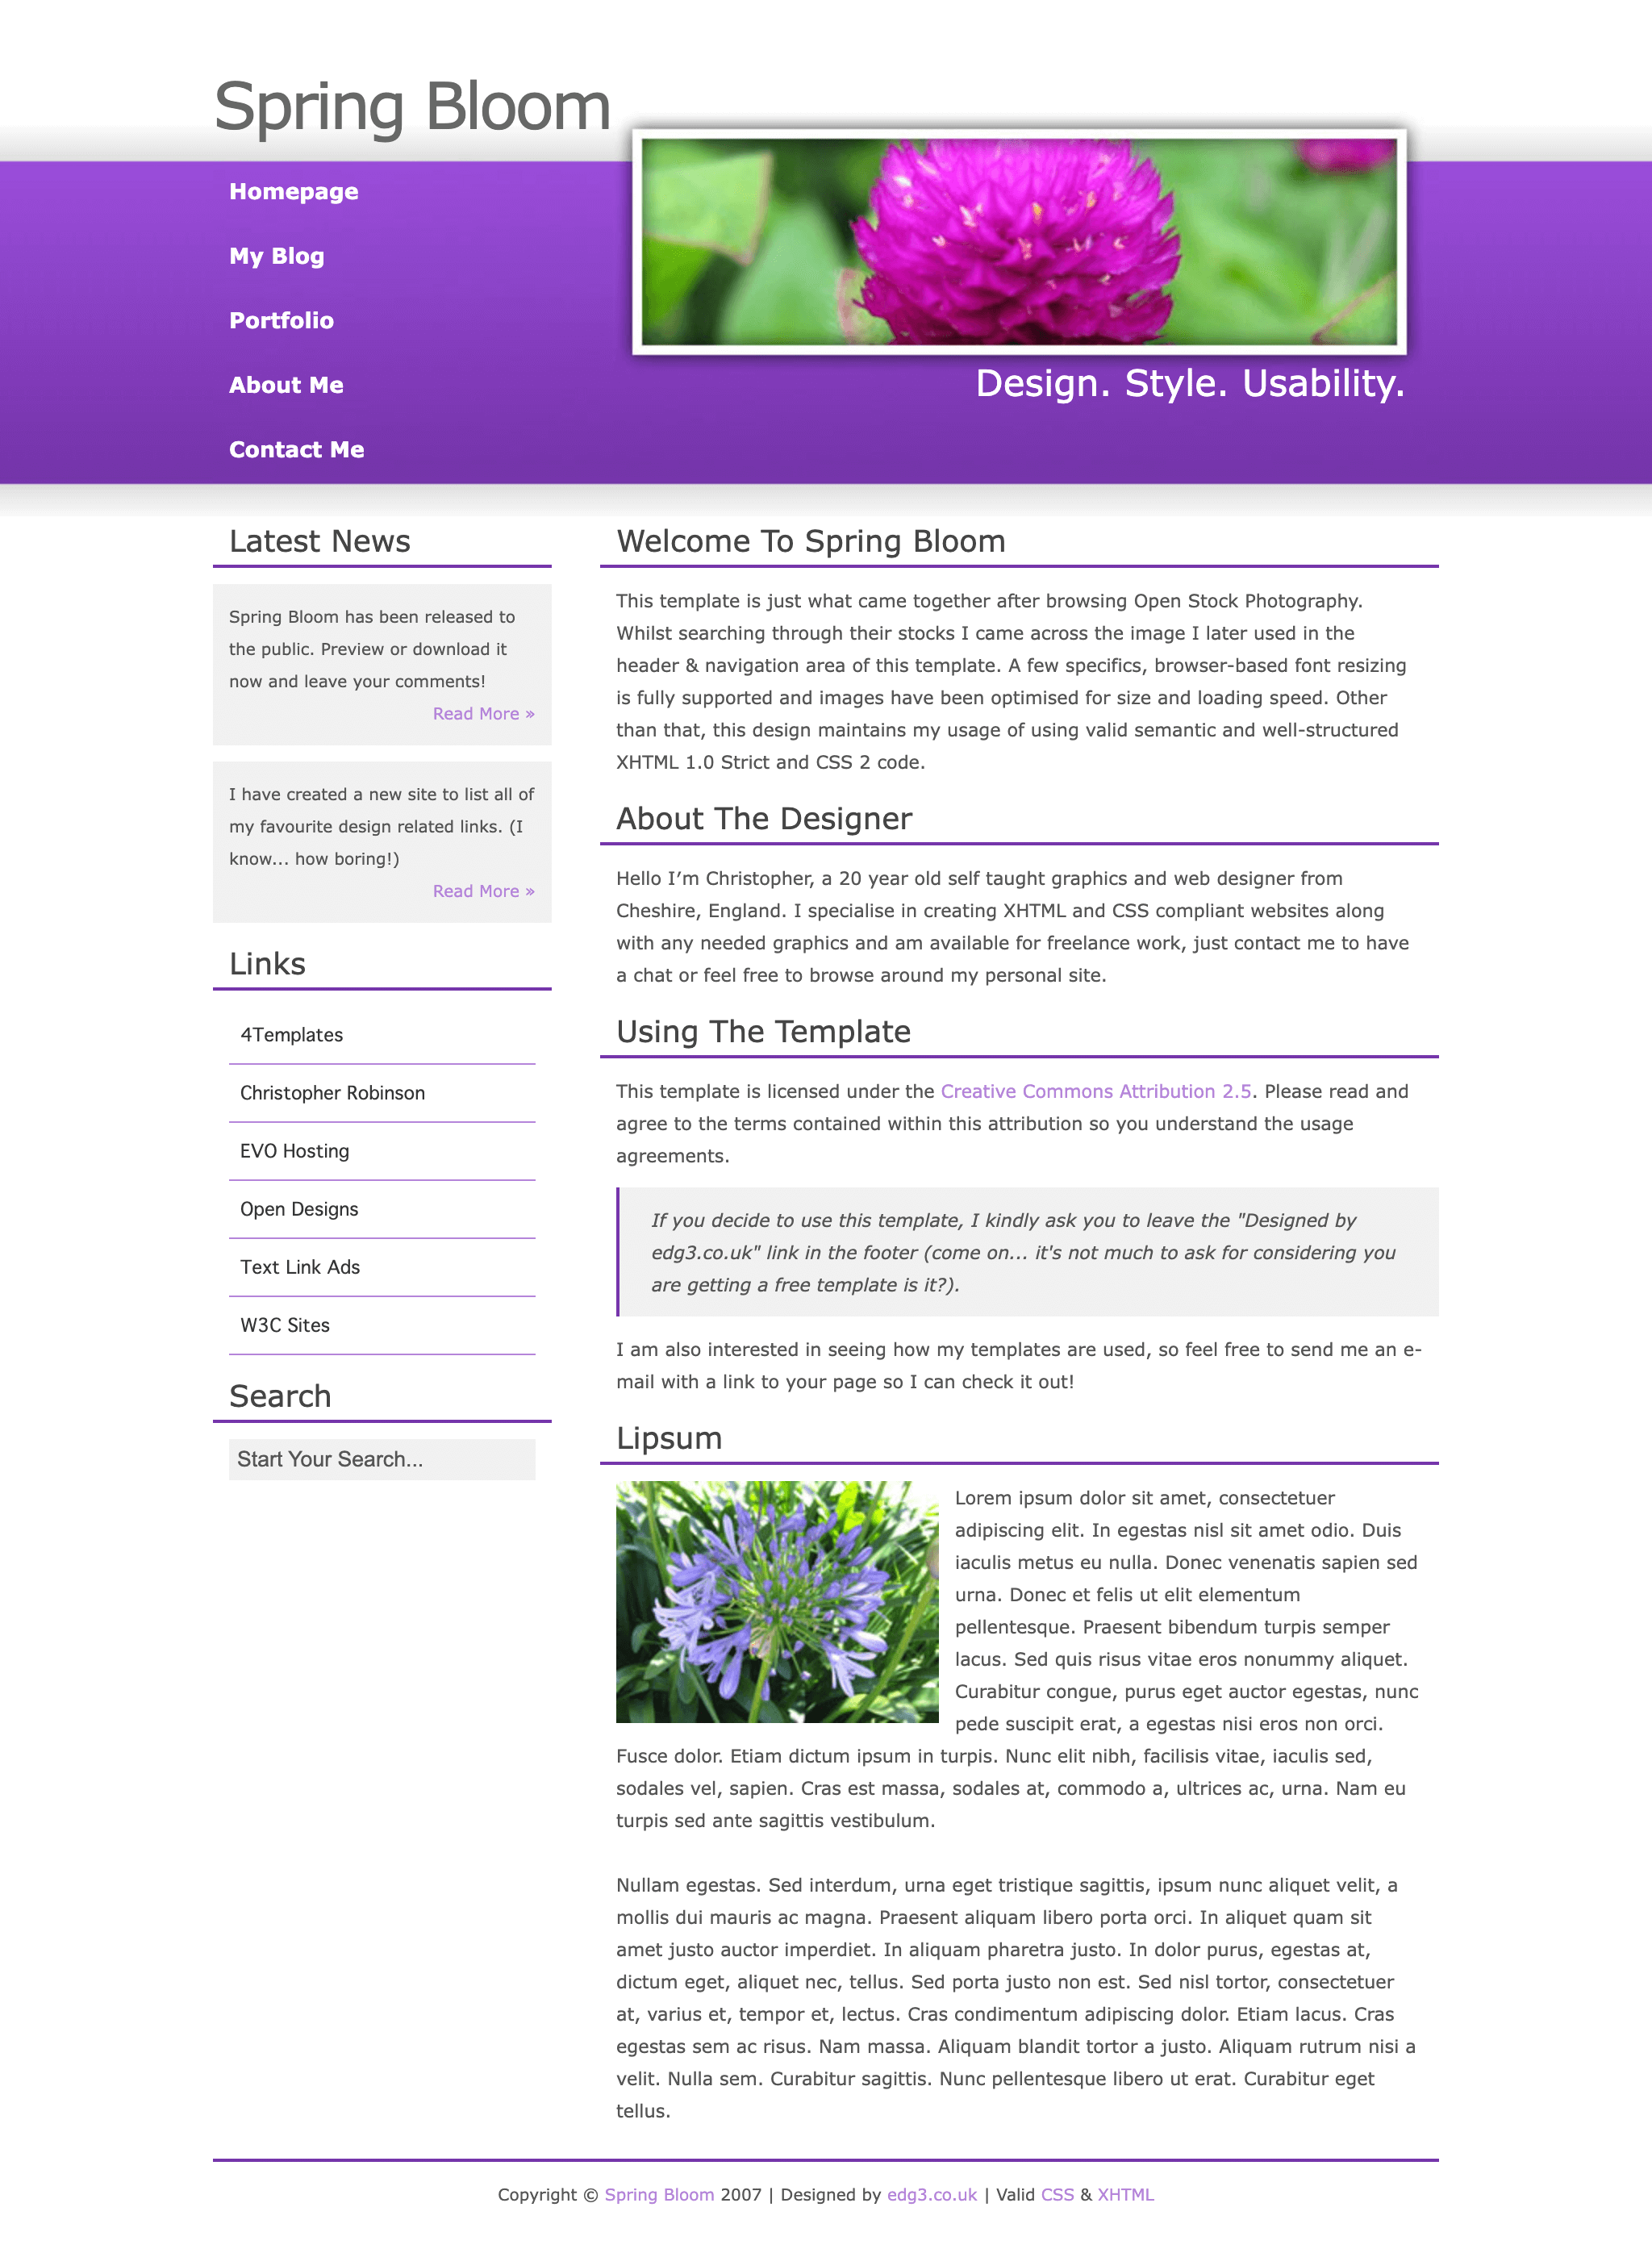 Spring Bloom
Homepage
My Blog
Portfolio
About Me
Contact Me
Design. Style. Usability.
Latest News
Spring Bloom has been released to
the public. Preview or download it
now and leave your comments!
Read More »
I have created a new site to list all of
my favourite design related links. (I
know... how boring!)
Read More »
Links
4Templates
Christopher Robinson
EVO Hosting
Open Designs
Text Link Ads
W3C Sites
Search
Start Your Search...
Welcome To Spring Bloom
This template is just what came together after browsing Open Stock Photography.
Whilst searching through their stocks I came across the image I later used in the
header & navigation area of this template. A few specifics, browser-based font resizing
is fully supported and images have been optimised for size and loading speed. Other
than that, this design maintains my usage of using valid semantic and well-structured
XHTML 1.0 Strict and CSS 2 code.
About The Designer
Hello I’m Christopher, a 20 year old self taught graphics and web designer from
Cheshire, England. I specialise in creating XHTML and CSS compliant websites along
with any needed graphics and am available for freelance work, just contact me to have
a chat or feel free to browse around my personal site.
Using The Template
This template is licensed under the Creative Commons Attribution 2.5. Please read and
agree to the terms contained within this attribution so you understand the usage
agreements.
If you decide to use this template, I kindly ask you to leave the "Designed by
edg3.co.uk" link in the footer (come on... it's not much to ask for considering you
are getting a free template is it?).
I am also interested in seeing how my templates are used, so feel free to send me an e-
mail with a link to your page so I can check it out!
Lipsum
Lorem ipsum dolor sit amet, consectetuer
adipiscing elit. In egestas nisl sit amet odio. Duis
iaculis metus eu nulla. Donec venenatis sapien sed
urna. Donec et felis ut elit elementum
pellentesque. Praesent bibendum turpis semper
lacus. Sed quis risus vitae eros nonummy aliquet.
Curabitur congue, purus eget auctor egestas, nunc
pede suscipit erat, a egestas nisi eros non orci.
Fusce dolor. Etiam dictum ipsum in turpis. Nunc elit nibh, facilisis vitae, iaculis sed,
sodales vel, sapien. Cras est massa, sodales at, commodo a, ultrices ac, urna. Nam eu
turpis sed ante sagittis vestibulum.
Nullam egestas. Sed interdum, urna eget tristique sagittis, ipsum nunc aliquet velit, a
mollis dui mauris ac magna. Praesent aliquam libero porta orci. In aliquet quam sit
amet justo auctor imperdiet. In aliquam pharetra justo. In dolor purus, egestas at,
dictum eget, aliquet nec, tellus. Sed porta justo non est. Sed nisl tortor, consectetuer
at, varius et, tempor et, lectus. Cras condimentum adipiscing dolor. Etiam lacus. Cras
egestas sem ac risus. Nam massa. Aliquam blandit tortor a justo. Aliquam rutrum nisi a
velit. Nulla sem. Curabitur sagittis. Nunc pellentesque libero ut erat. Curabitur eget
tellus.
Copyright © Spring Bloom 2007 | Designed by edg3.co.uk | Valid CSS & XHTML